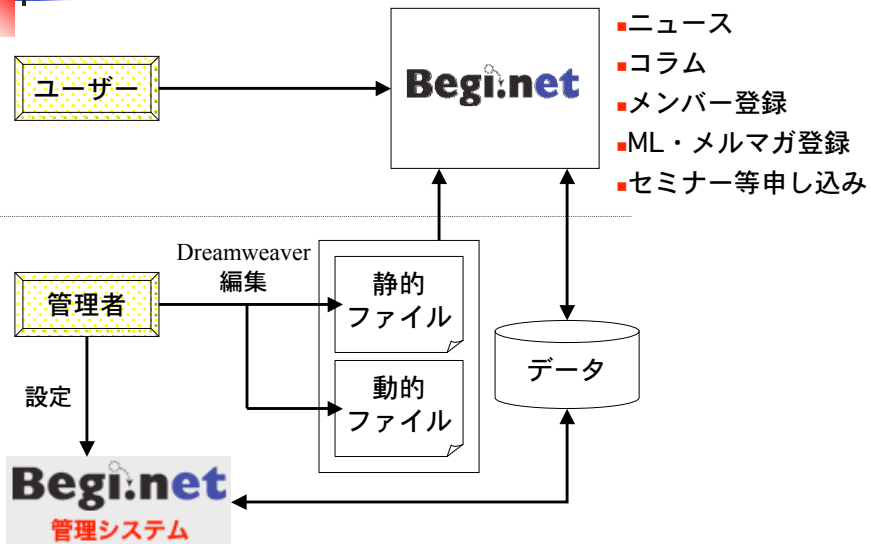 ユーザー
Begi.net
■ニュース
■コラム
■メンバー登録
■ML・メルマガ登録
■セミナー等申し込み
Dreamweaver
編集
管理者
静的
ファイル
動的
ファイル
データ
設定
Begi.net
管理システム